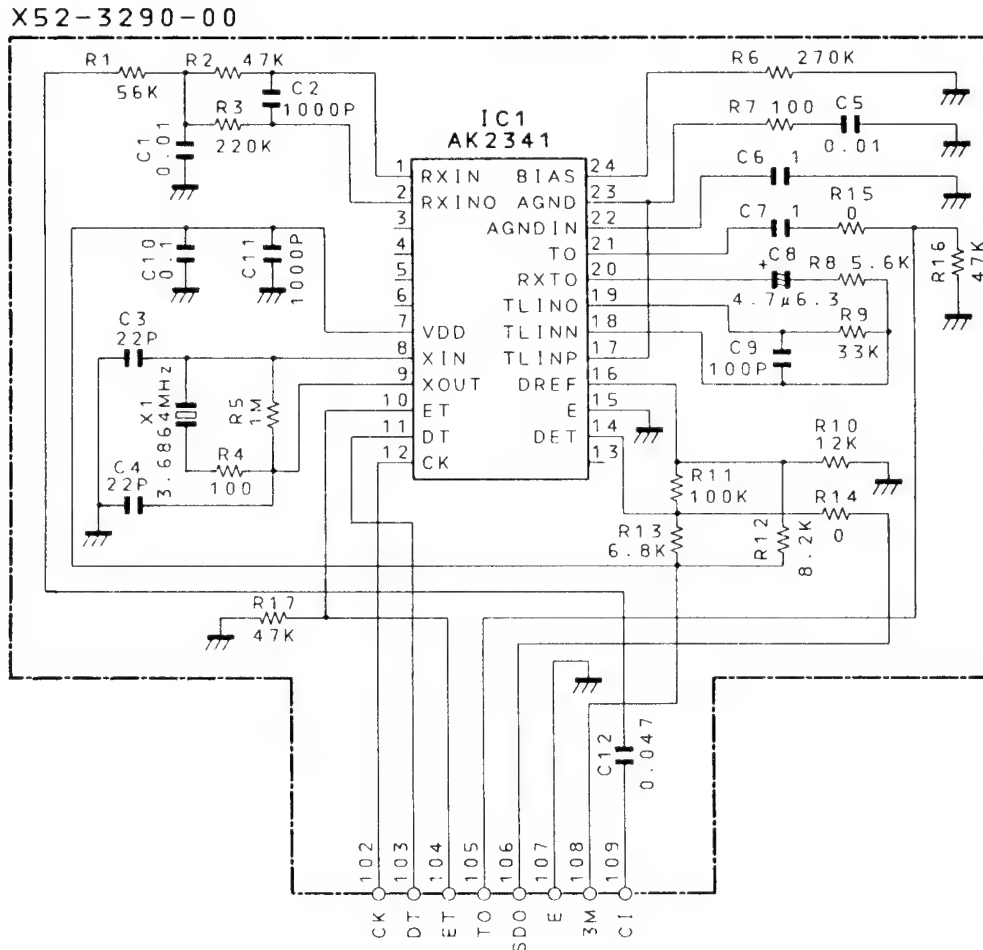 X52-3290-00
R1
56K
R2 47K
C2
1000P
R3
220K
C1
0.01
IC1
AK2341
R6 270K
R7 100
C5
0.01
C6 1
C7 1
R15
0
C8
+
4.7μ6.3
R8 5.6K
R16
47K
R9
33K
C9
100P
1 RXIN
2 RXINO
3
4
5
6
7 VDD
8 XIN
9 XOUT
10 ET
11 DT
12 CK
BIAS 24
AGND 23
AGNDIN 22
TO 21
RXTO 20
TLINO 19
TLINN 18
TLINP 17
DREF 16
E 15
DET 14
13
C10
0.1
C11
1000P
C3
22P
X1
3.6864MHz
R5
1M
R4
100
C4
22P
R10
12K
R11
100K
R14
0
R13
6.8K
R12
8.2K
R17
47K
C12
0.047
102
103
104
105
106
107
108
109
CK
DT
ET
TO
SDO
E
3M
CI